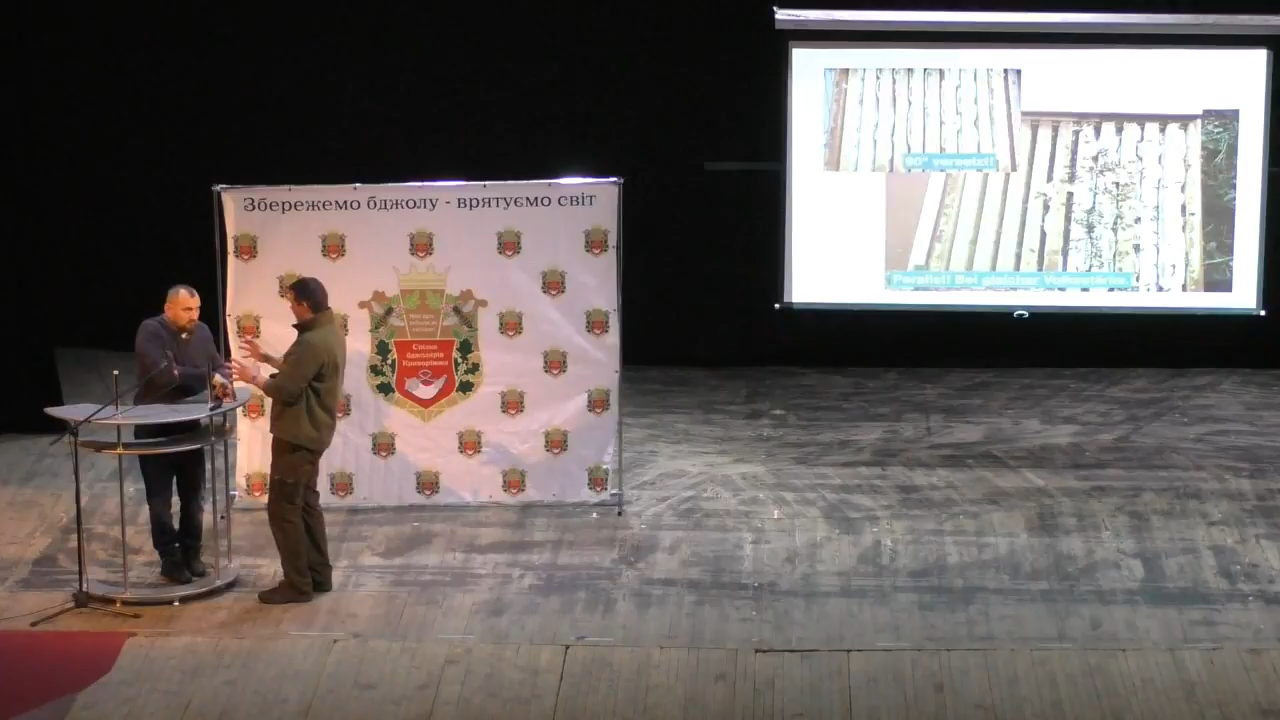 Збережемо бджолу - врятуємо світ
Спілка
бджолярів
Криворіжжя
90° versetzt!
Parallel! Bei gleicher Volksstärke.